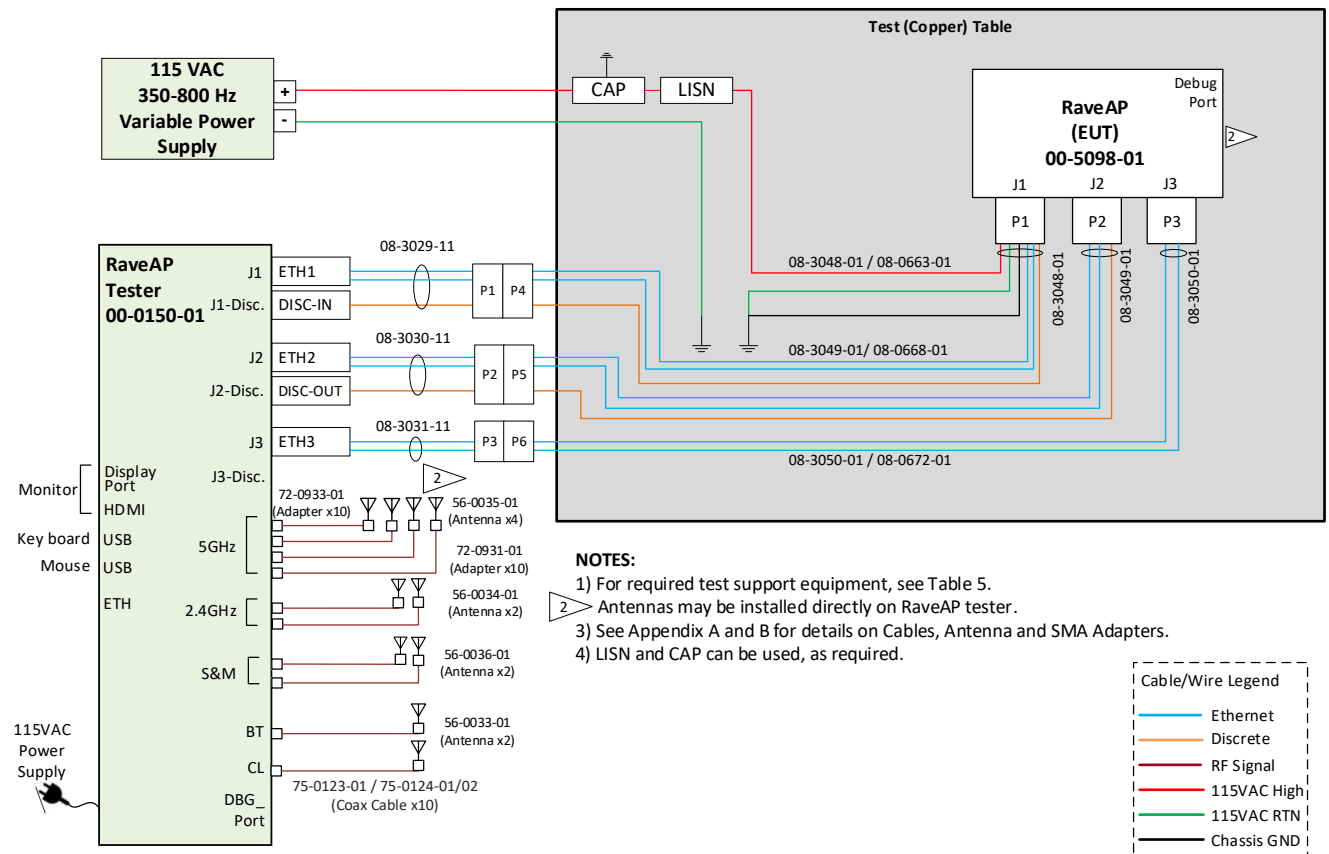 Test (Copper) Table
115 VAC
350-800 Hz
Variable Power
Supply
+
-
CAP
LISN
Debug
Port
RaveAP
(EUT)
00-5098-01
2
J1
J2
J3
P1
P2
P3
08-3048-01 / 08-0663-01
08-3048-01
08-3049-01
08-3050-01
08-3049-01/ 08-0668-01
08-3050-01 / 08-0672-01
RaveAP
Tester
00-0150-01
J1
ETH1
J1-Disc.
DISC-IN
08-3029-11
P1
P4
J2
ETH2
J2-Disc.
DISC-OUT
08-3030-11
P2
P5
J3
ETH3
08-3031-11
P3
P6
J3-Disc.
2
Monitor
Display
Port
HDMI
Key board
USB
Mouse
USB
ETH
72-0933-01
(Adapter x10)
56-0035-01
(Antenna x4)
5GHz
72-0931-01
(Adapter x10)
2.4GHz
56-0034-01
(Antenna x2)
S&M
56-0036-01
(Antenna x2)
BT
56-0033-01
(Antenna x2)
CL
75-0123-01 / 75-0124-01/02
(Coax Cable x10)
DBG_
Port
115VAC
Power
Supply
NOTES:
1) For required test support equipment, see Table 5.
2 Antennas may be installed directly on RaveAP tester.
3) See Appendix A and B for details on Cables, Antenna and SMA Adapters.
4) LISN and CAP can be used, as required.
Cable/Wire Legend
Ethernet
Discrete
RF Signal
115VAC High
115VAC RTN
Chassis GND